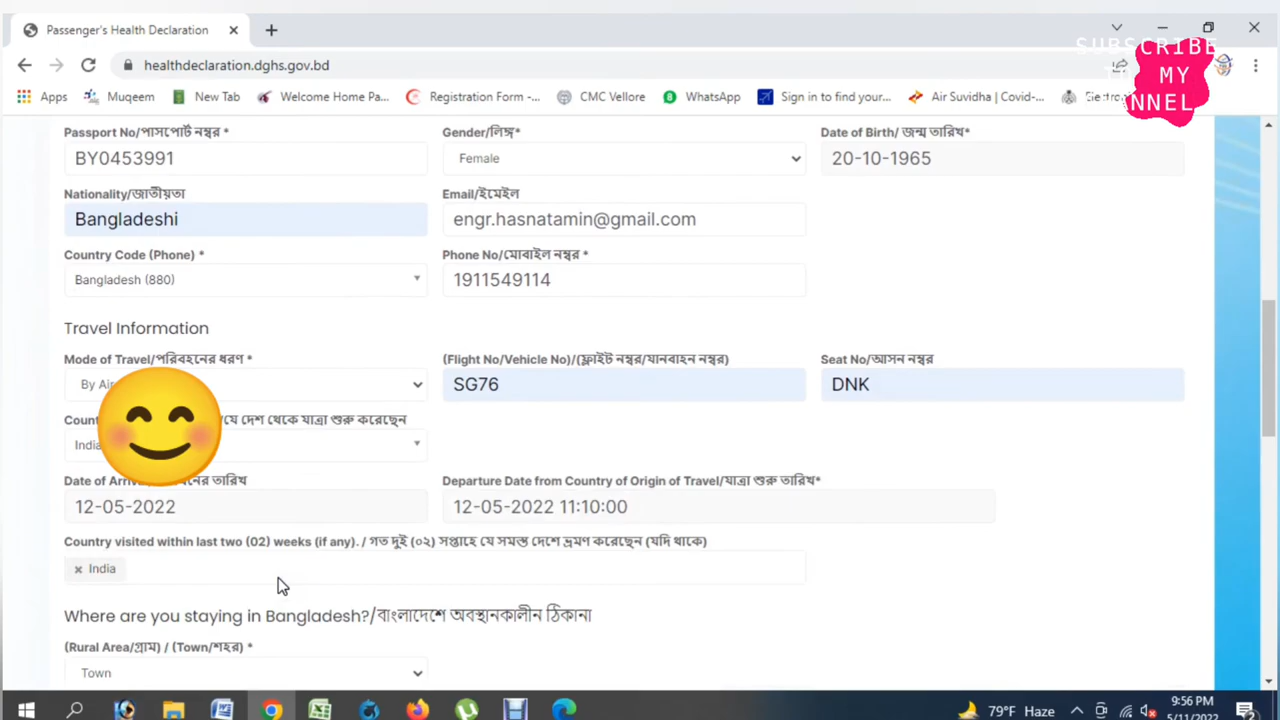 Passenger's Health Declaration
healthdeclaration.dghs.gov.bd
SUBSCRIBE
MY
NNEL
Apps Muqeem New Tab Welcome Home Pa... Registration Form -... CMC Vellore WhatsApp Sign in to find your... Air Suvidha | Covid-...
Passport No/পাসপোর্ট নম্বর * Gender/লিঙ্গ* Date of Birth/ জন্ম তারিখ*
BY0453991 Female 20-10-1965
Nationality/জাতীয়তা Email/ইমেইল
Bangladeshi engr.hasnatamin@gmail.com
Country Code (Phone) * Phone No/মোবাইল নম্বর *
Bangladesh (880) 1911549114
Travel Information
Mode of Travel/পরিবহনের ধরণ * (Flight No/Vehicle No)/(ফ্লাইট নম্বর/যানবাহন নম্বর) Seat No/আসন নম্বর
By Air SG76 DNK
/যে দেশ থেকে যাত্রা শুরু করেছেন
India
Date of তারিখ Departure Date from Country of Origin of Travel/যাত্রা শুরু তারিখ*
12-05-2022 12-05-2022 11:10:00
Country visited within last two (02) weeks (if any). / গত দুই (০২) সপ্তাহে যে সমস্ত দেশে ভ্রমণ করেছেন (যদি থাকে)
× India
Where are you staying in Bangladesh?/বাংলাদেশে অবস্থানকালীন ঠিকানা
(Rural Area/গ্রাম) / (Town/শহর) *
Town
79°F Haze 9:56 PM
5/11/2022
2